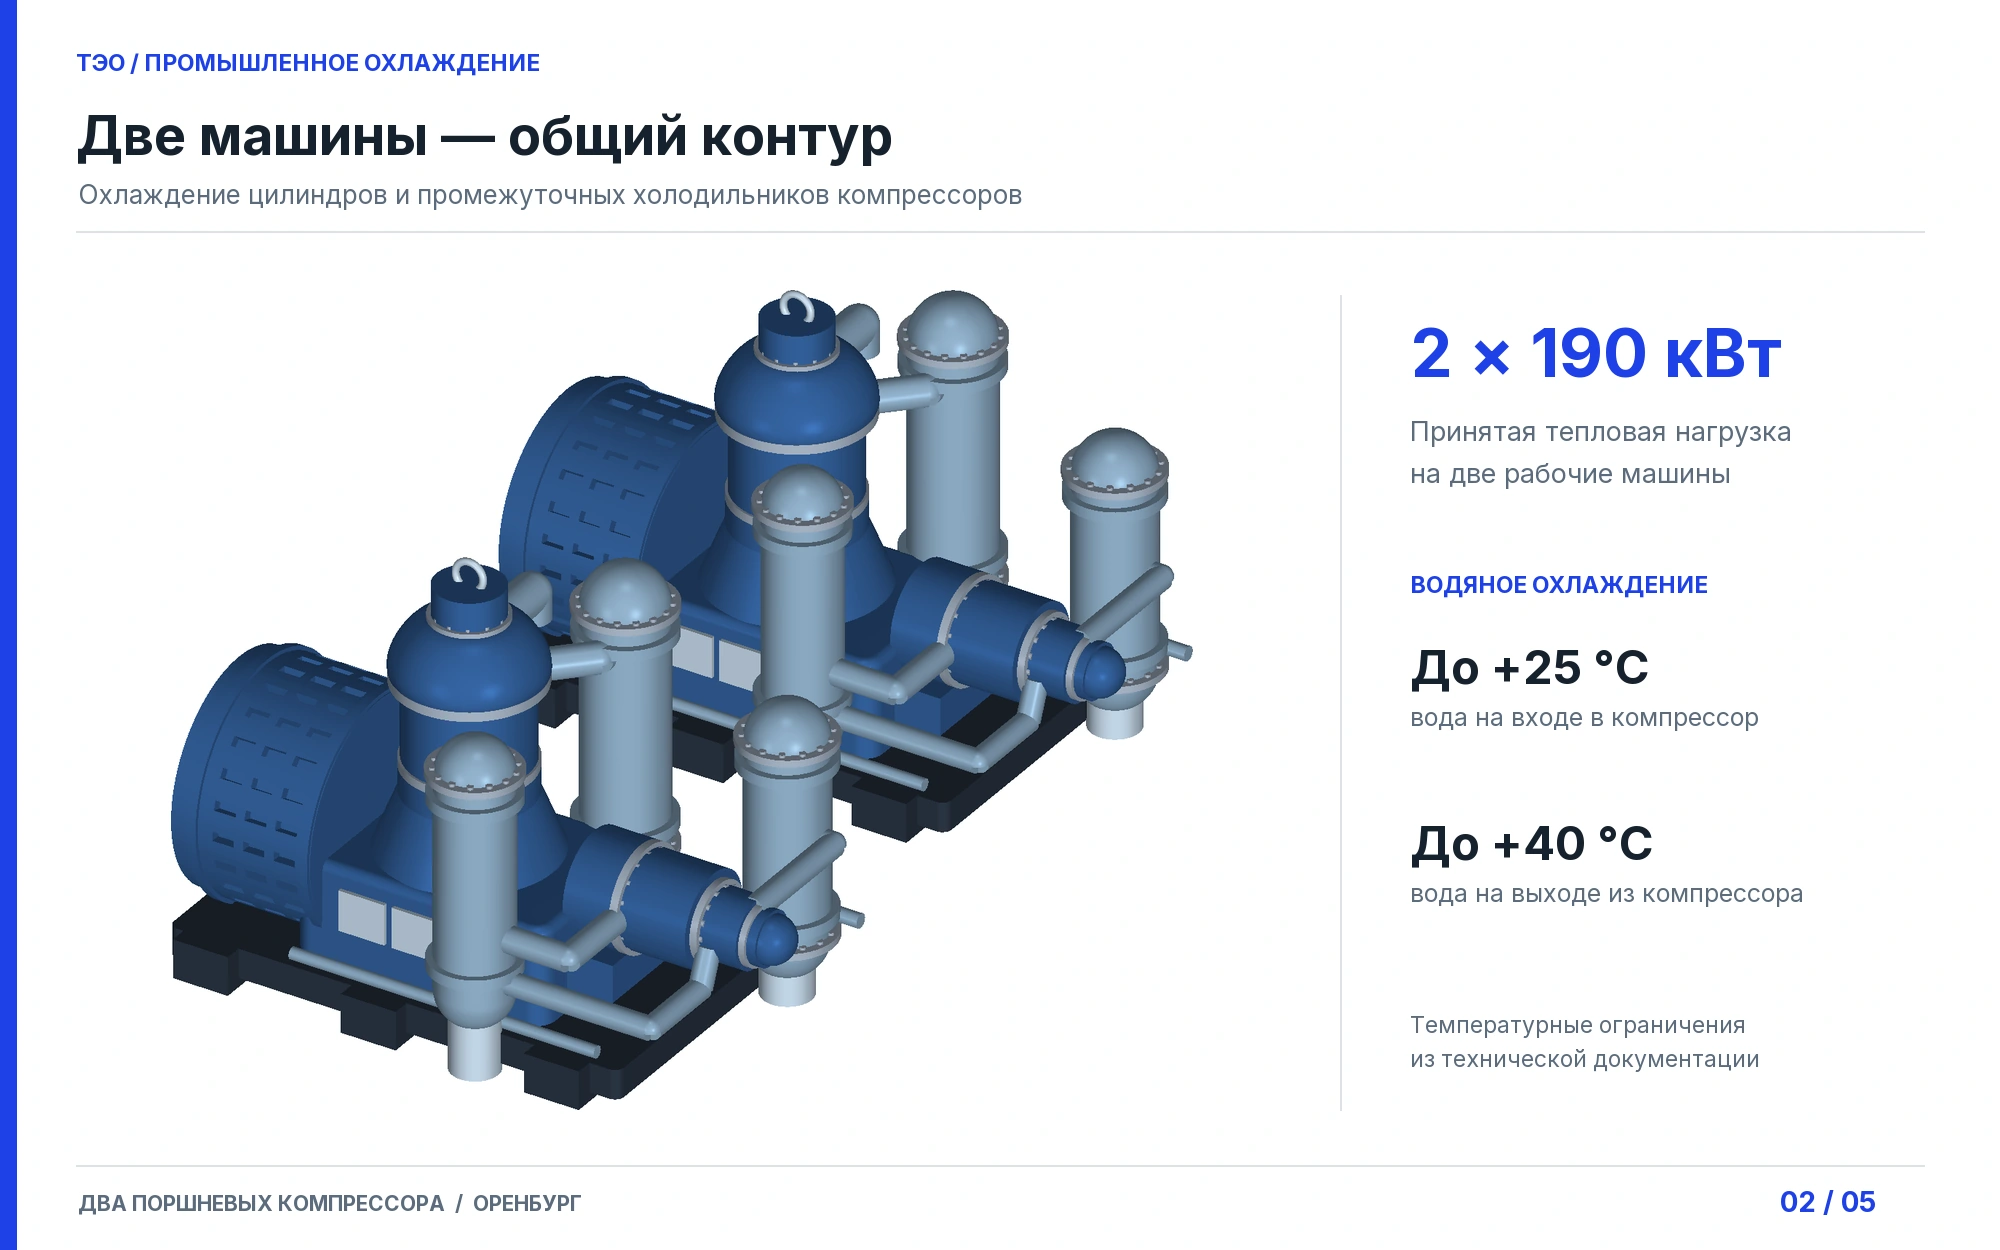 ТЭО / ПРОМЫШЛЕННОЕ ОХЛАЖДЕНИЕ
Две машины — общий контур
Охлаждение цилиндров и промежуточных холодильников компрессоров
2 × 190 кВт
Принятая тепловая нагрузка
на две рабочие машины
ВОДЯНОЕ ОХЛАЖДЕНИЕ
До +25 °C
вода на входе в компрессор
До +40 °C
вода на выходе из компрессора
Температурные ограничения
из технической документации
ДВА ПОРШНЕВЫХ КОМПРЕССОРА / ОРЕНБУРГ
02 / 05